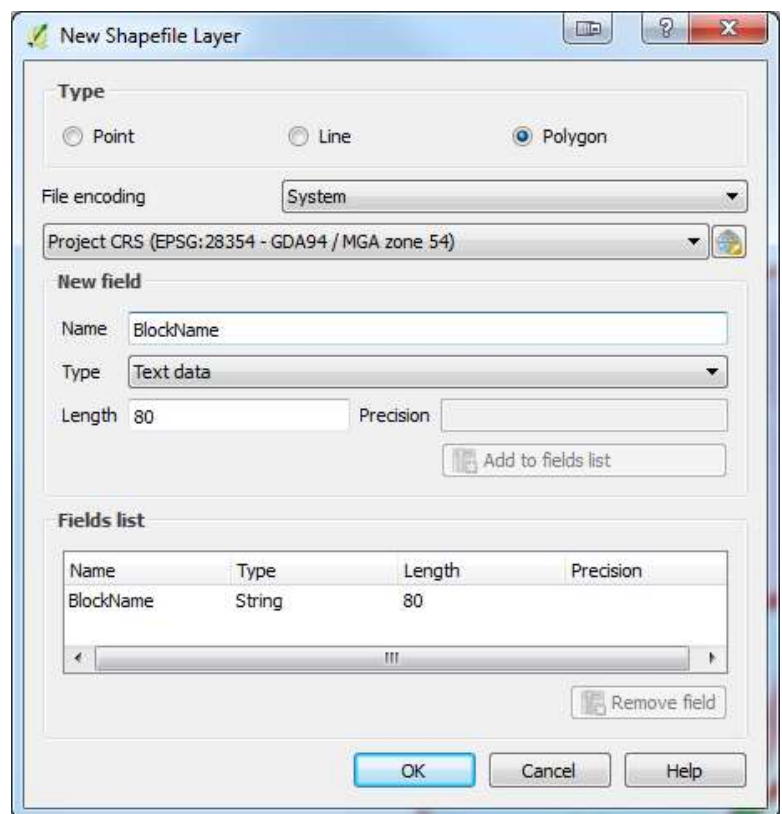 New Shapefile Layer
Type
Point Line Polygon
File encoding System
Project CRS (EPSG:28354 - GDA94 / MGA zone 54)
New field
Name BlockName
Type Text data
Length 80 Precision
Add to fields list
Fields list
Name Type Length Precision
BlockName String 80
Remove field
OK Cancel Help